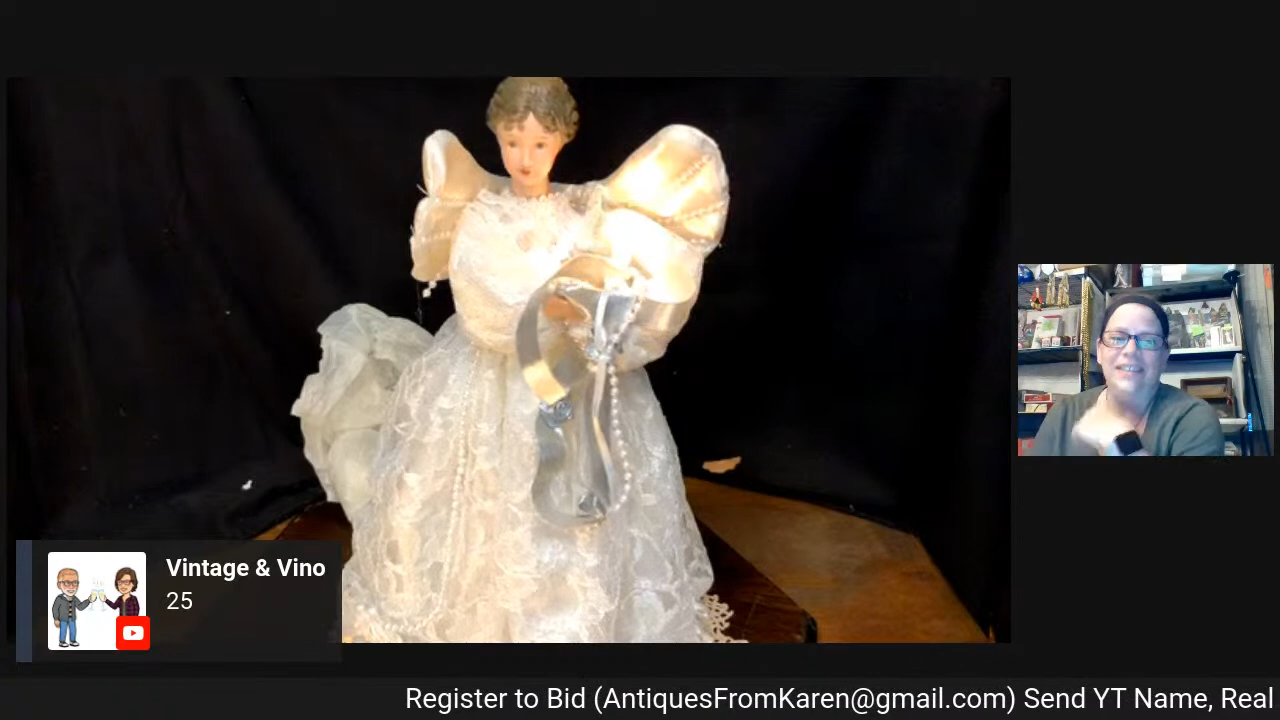 Vintage & Vino
25
Register to Bid (AntiquesFromKaren@gmail.com) Send YT Name, Real